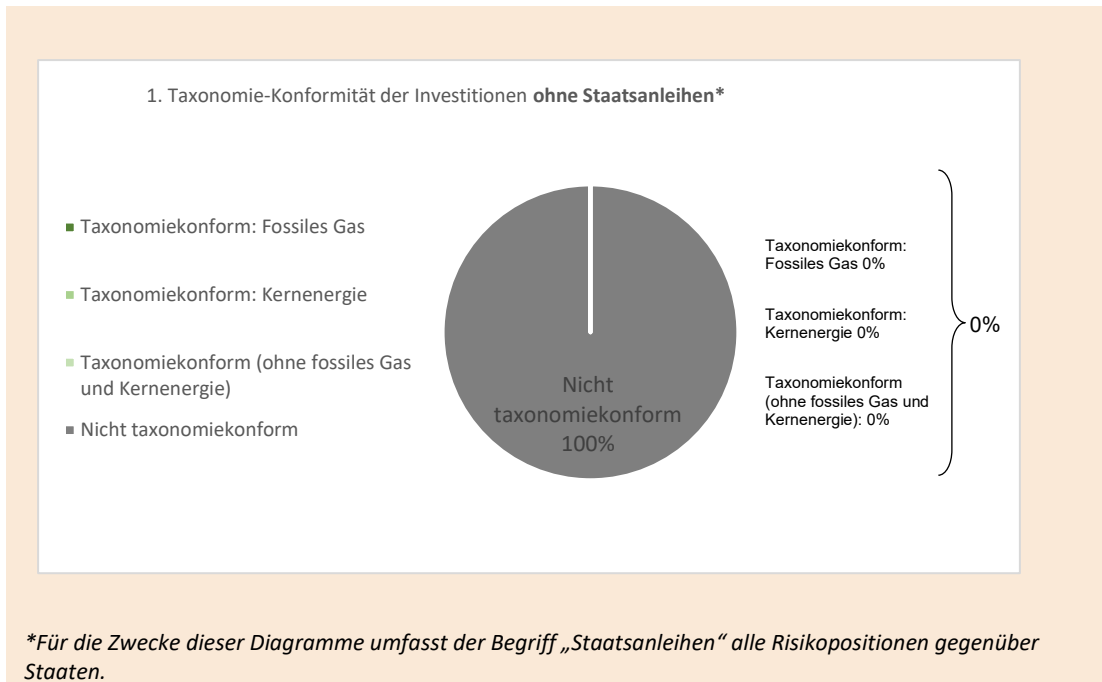 1. Taxonomie-Konformität der Investitionen ohne Staatsanleihen*
Taxonomiekonform: Fossiles Gas
Taxonomiekonform: Kernenergie
Taxonomiekonform (ohne fossiles Gas
und Kernenergie)
Nicht taxonomiekonform
Nicht
taxonomiekonform
100%
Taxonomiekonform:
Fossiles Gas 0%
Taxonomiekonform:
Kernenergie 0%
Taxonomiekonform
(ohne fossiles Gas und
Kernenergie): 0%
0%
*Für die Zwecke dieser Diagramme umfasst der Begriff „Staatsanleihen“ alle Risikopositionen gegenüber
Staaten.